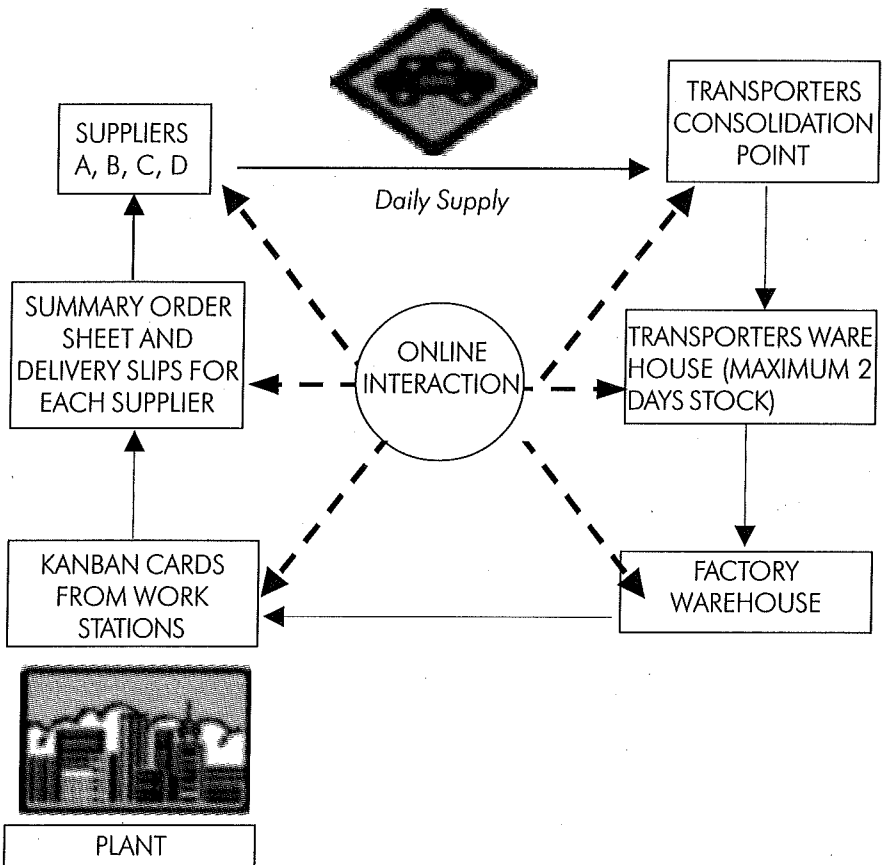 SUPPLIERS
A, B, C, D
Daily Supply
TRANSPORTERS
CONSOLIDATION
POINT
SUMMARY ORDER
SHEET AND
DELIVERY SLIPS FOR
EACH SUPPLIER
ONLINE
INTERACTION
TRANSPORTERS WARE
HOUSE (MAXIMUM 2
DAYS STOCK)
KANBAN CARDS
FROM WORK
STATIONS
FACTORY
WAREHOUSE
PLANT